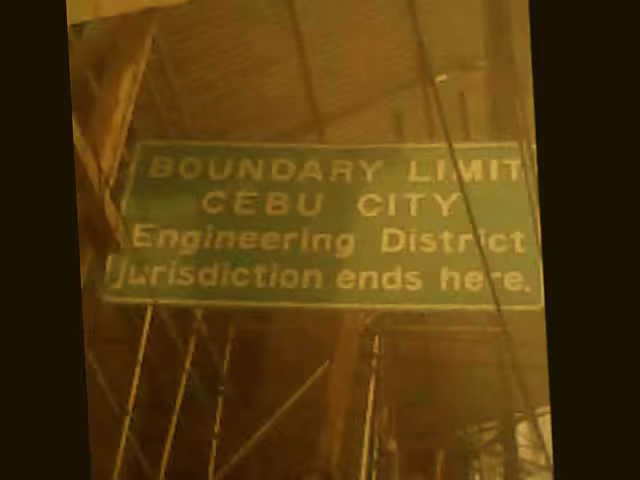 BOUNDARY LIMIT
CEBU CITY
Engineering District
jurisdiction ends here.